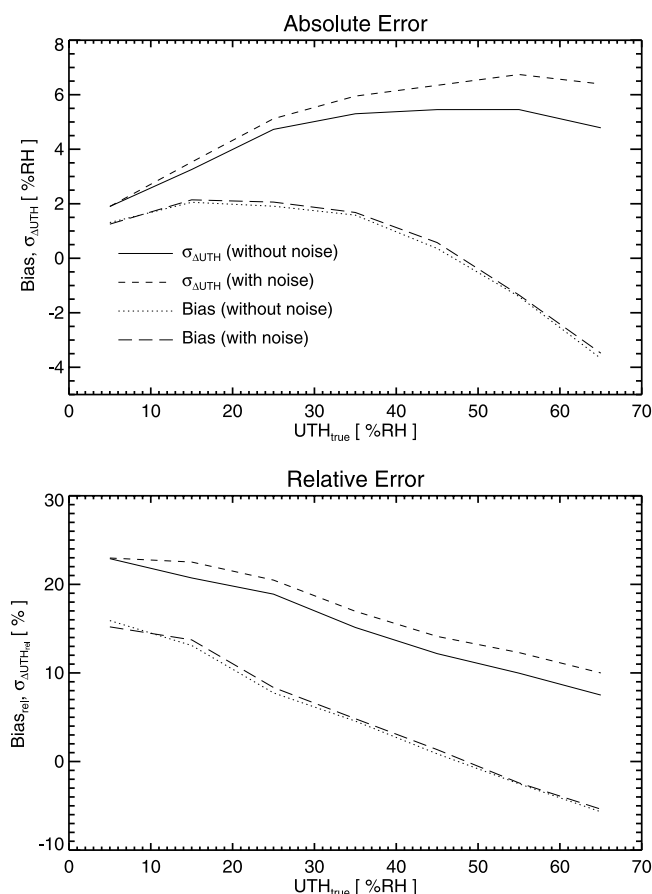 Absolute Error
8
6
4
2
0
-2
-4
Bias, σΔUTH [ %RH ]
σΔUTH (without noise)
σΔUTH (with noise)
Bias (without noise)
Bias (with noise)
0 10 20 30 40 50 60 70
UTHtrue [ %RH ]
Relative Error
30
20
10
0
-10
Biasrel, σΔUTHrel [ % ]
0 10 20 30 40 50 60 70
UTHtrue [ %RH ]